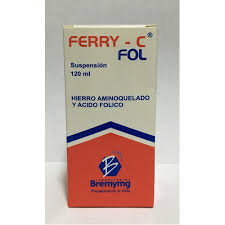 FERRY - C®
FOL
Suspensión
120 ml
HIERRO AMINOQUELADO
Y ACIDO FOLICO
Bremymg